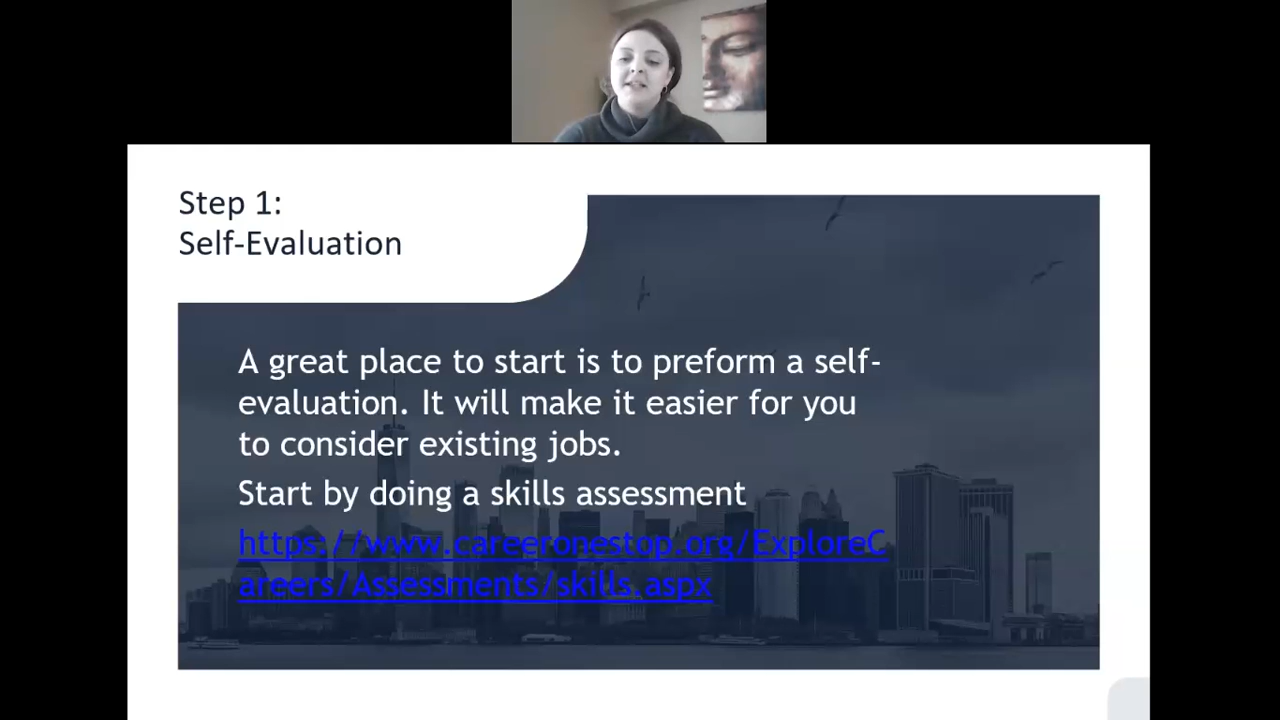 Step 1:
Self-Evaluation
A great place to start is to preform a self-
evaluation. It will make it easier for you
to consider existing jobs.
Start by doing a skills assessment
https://www.careeronestop.org/ExploreC
areers/Assessments/skills.aspx